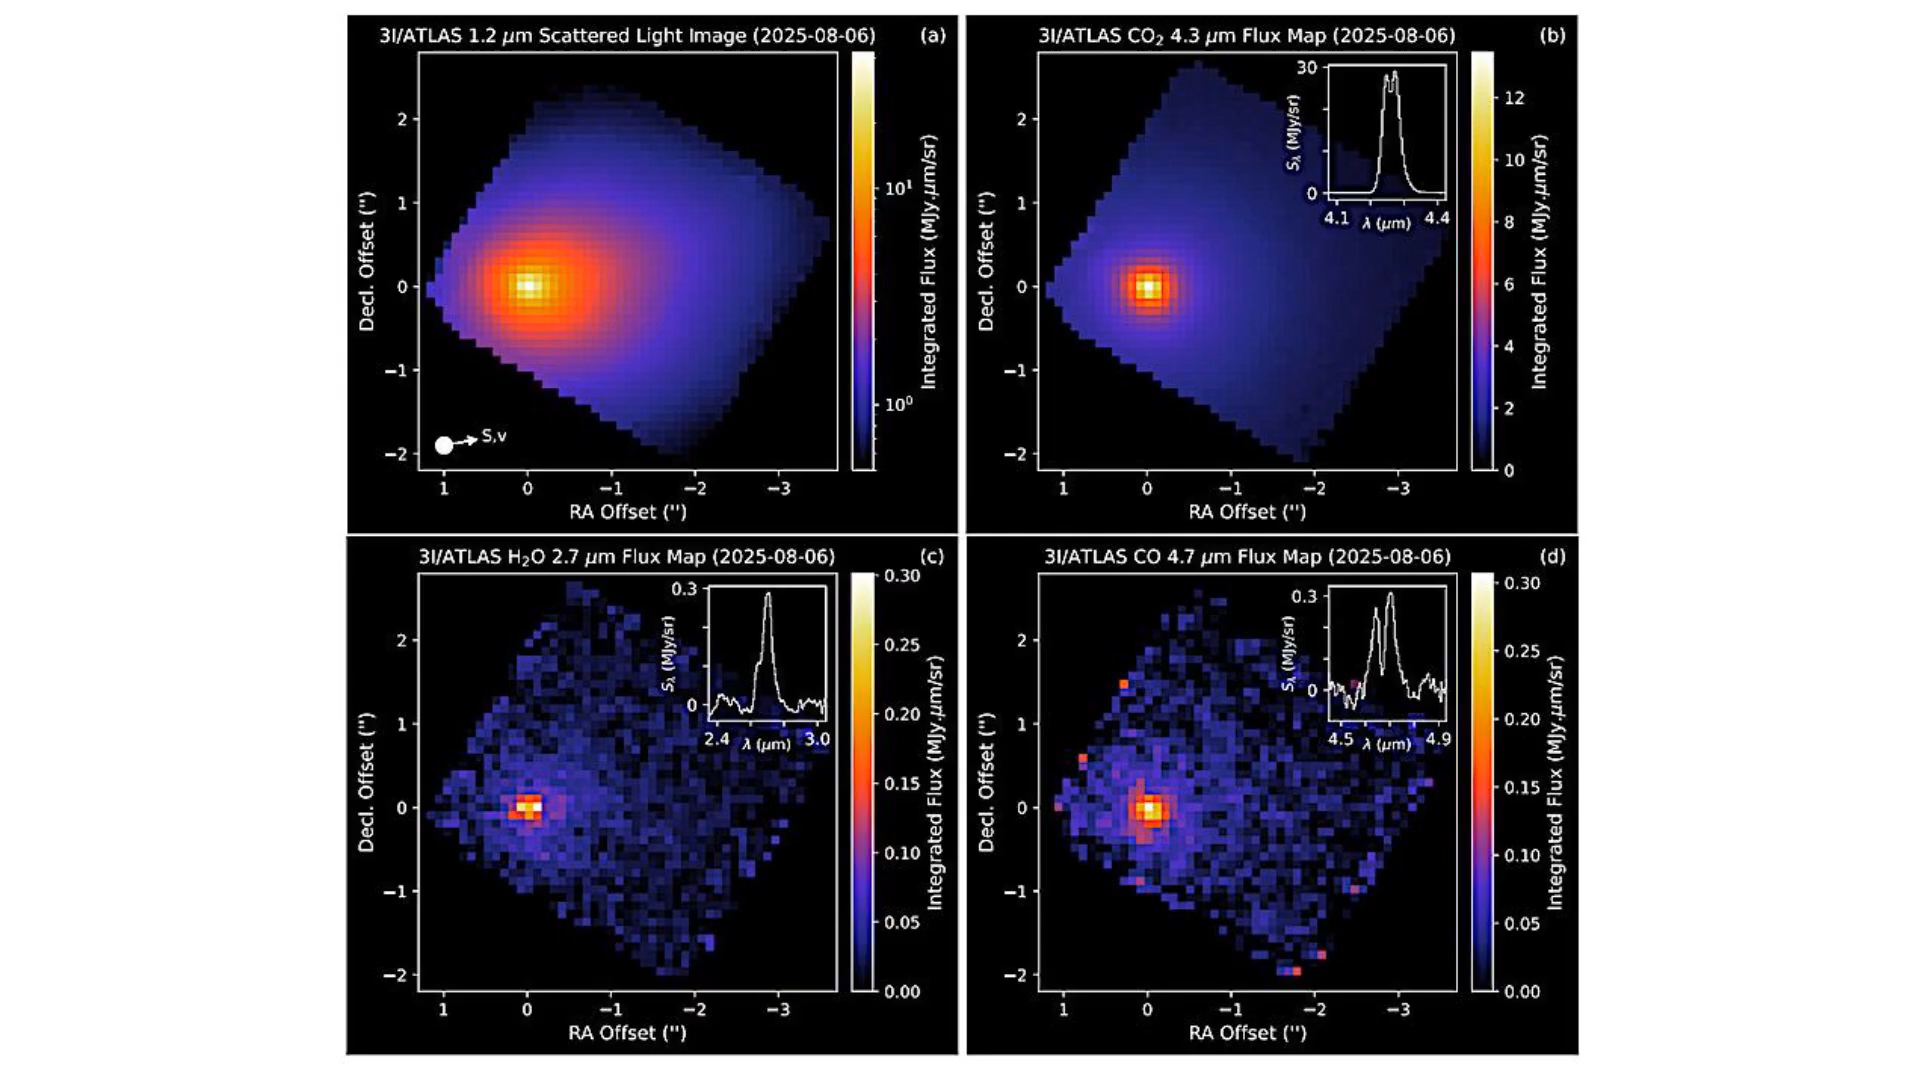 3I/ATLAS 1.2 μm Scattered Light Image (2025-08-06) (a)
2
1
0
−1
−2
Decl. Offset ('')
1 0 −1 −2 −3
RA Offset ('')
S,v
10¹
10⁰
Integrated Flux (MJy.μm/sr)
3I/ATLAS CO₂ 4.3 μm Flux Map (2025-08-06) (b)
2
1
0
−1
−2
Decl. Offset ('')
1 0 −1 −2 −3
RA Offset ('')
30
0
Sλ (MJy/sr)
4.1 λ (μm) 4.4
12
10
8
6
4
2
0
Integrated Flux (MJy.μm/sr)
3I/ATLAS H₂O 2.7 μm Flux Map (2025-08-06) (c)
2
1
0
−1
−2
Decl. Offset ('')
1 0 −1 −2 −3
RA Offset ('')
0.3
0
Sλ (MJy/sr)
2.4 λ (μm) 3.0
0.30
0.25
0.20
0.15
0.10
0.05
0.00
Integrated Flux (MJy.μm/sr)
3I/ATLAS CO 4.7 μm Flux Map (2025-08-06) (d)
2
1
0
−1
−2
Decl. Offset ('')
1 0 −1 −2 −3
RA Offset ('')
0.3
0
Sλ (MJy/sr)
4.5 λ (μm) 4.9
0.30
0.25
0.20
0.15
0.10
0.05
0.00
Integrated Flux (MJy.μm/sr)